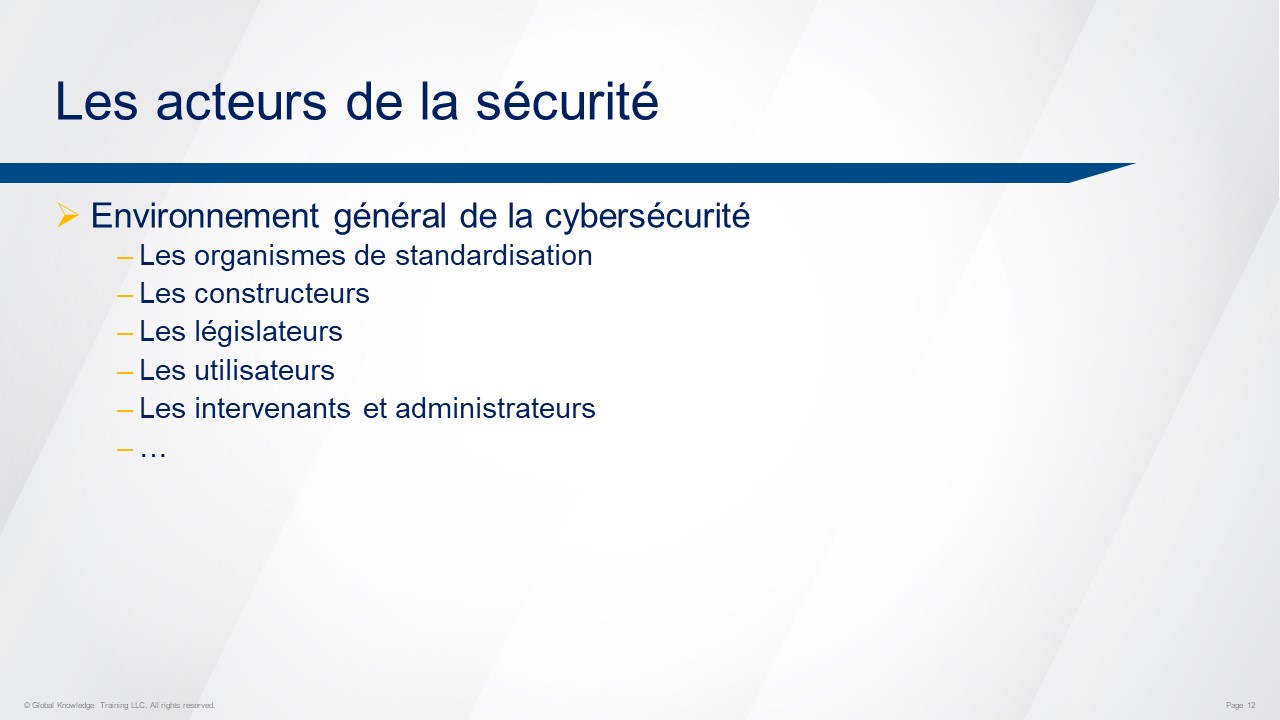 Les acteurs de la sécurité
➢ Environnement général de la cybersécurité
– Les organismes de standardisation
– Les constructeurs
– Les législateurs
– Les utilisateurs
– Les intervenants et administrateurs
– …
© Global Knowledge Training LLC. All rights reserved.
Page 12